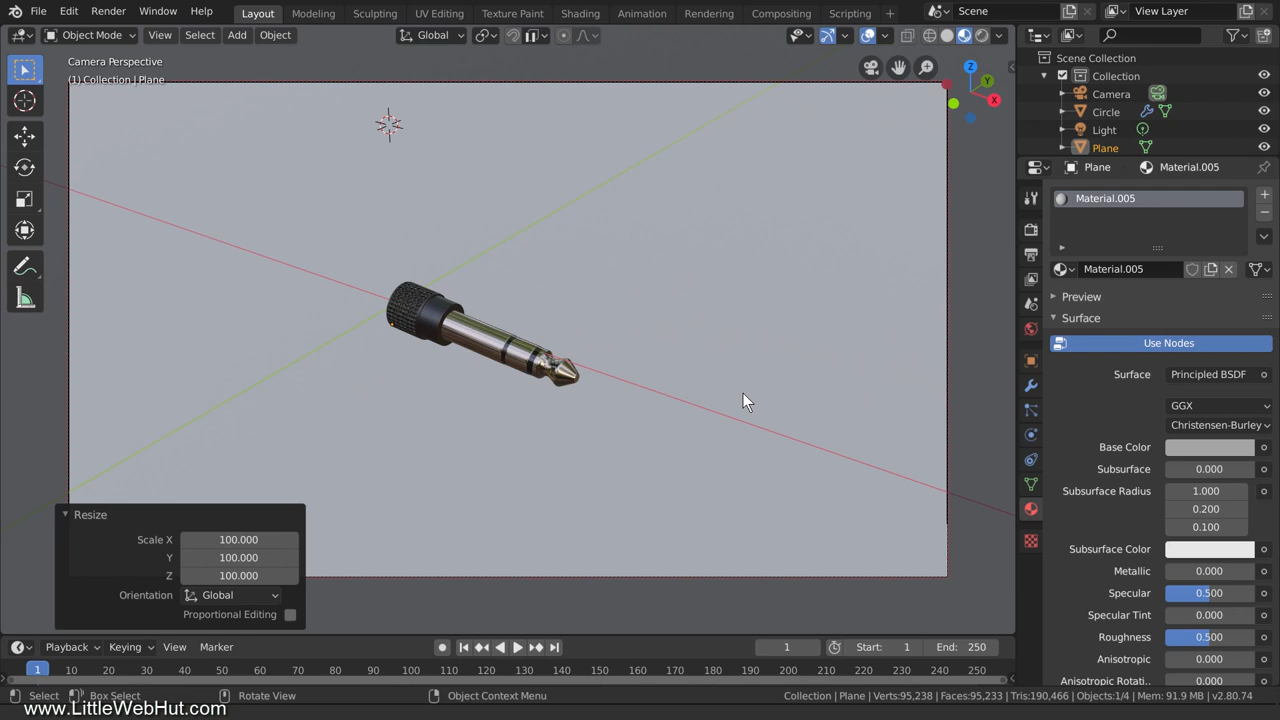 File Edit Render Window Help Layout Modeling Sculpting UV Editing Texture Paint Shading Animation Rendering Compositing Scripting + Scene View Layer
Object Mode View Select Add Object Global
Camera Perspective
(1) Collection | Plane
Z
Y
X
Scene Collection
Collection
Camera
Circle
Light
Plane
Plane Material.005
Material.005
Material.005
Preview
Surface
Use Nodes
Surface Principled BSDF
GGX
Christensen-Burley
Base Color
Subsurface 0.000
Subsurface Radius 1.000
0.200
0.100
Subsurface Color
Metallic 0.000
Specular 0.500
Specular Tint 0.000
Roughness 0.500
Anisotropic 0.000
Anisotropic Rotati.. 0.000
Resize
Scale X 100.000
Y 100.000
Z 100.000
Orientation Global
Proportional Editing
Playback Keying View Marker 1 Start: 1 End: 250
1 10 20 30 40 50 60 70 80 90 100 110 120 130 140 150 160 170 180 190 200 210 220 230 240 250
Select Box Select Rotate View Object Context Menu Collection | Plane | Verts:95,238 | Faces:95,233 | Tris:190,466 | Objects:1/4 | Mem: 91.9 MB | v2.80.74
www.LittleWebHut.com